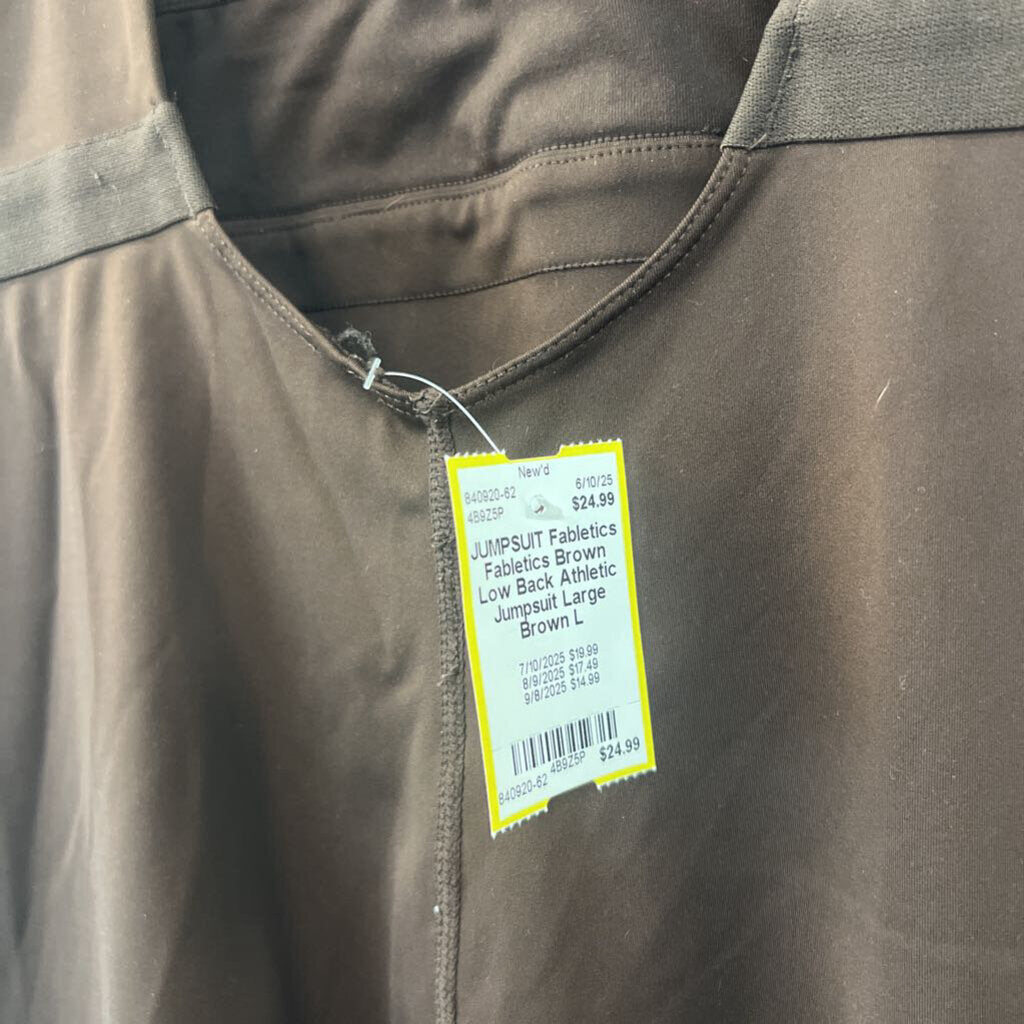 New'd
840920-62 6/10/25
4B9Z5P $24.99
JUMPSUIT Fabletics
Fabletics Brown
Low Back Athletic
Jumpsuit Large
Brown L
7/10/2025 $19.99
8/9/2025 $17.49
9/8/2025 $14.99
840920-62 4B9Z5P $24.99